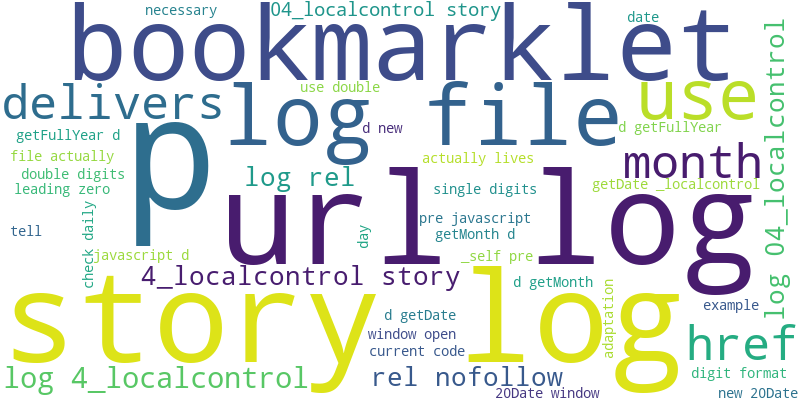 necessary
04_localcontrol story
date
bookmarklet
use double
delivers
log file
use
d new
d getFullYear
getFullYear d
p
file actually
actually lives
month
double digits
log rel
leading zero
single digits
getDate _localcontrol
url log
pre javascript
tell
check daily
day
getMonth d
log 04_localcontrol
javascript d
_self pre
4_localcontrol story
d getMonth
story log
adaptation
example
d getDate
window open
href
current code
log 4_localcontrol
rel nofollow
digit format
20Date window
new 20Date